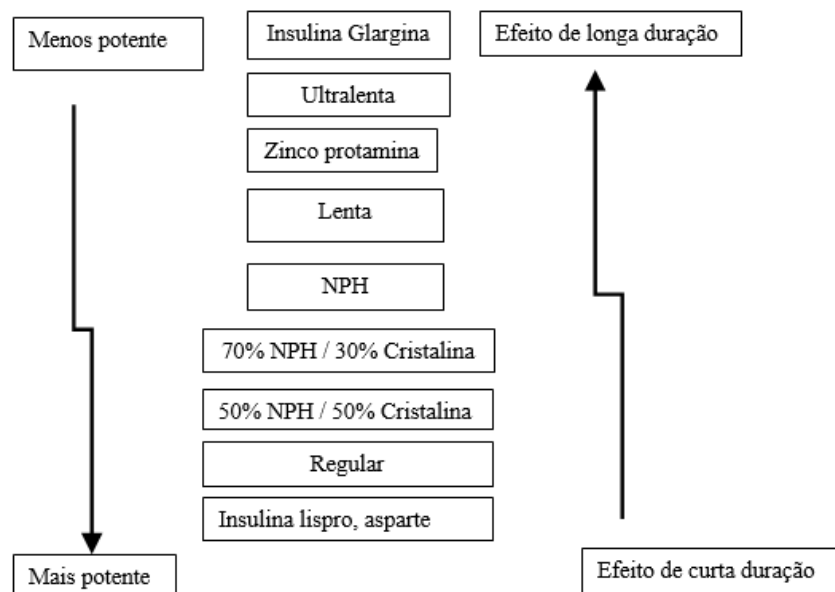 Menos potente
Insulina Glargina
Efeito de longa duração
Ultralenta
Zinco protamina
Lenta
NPH
70% NPH / 30% Cristalina
50% NPH / 50% Cristalina
Regular
Insulina lispro, asparte
Mais potente
Efeito de curta duração